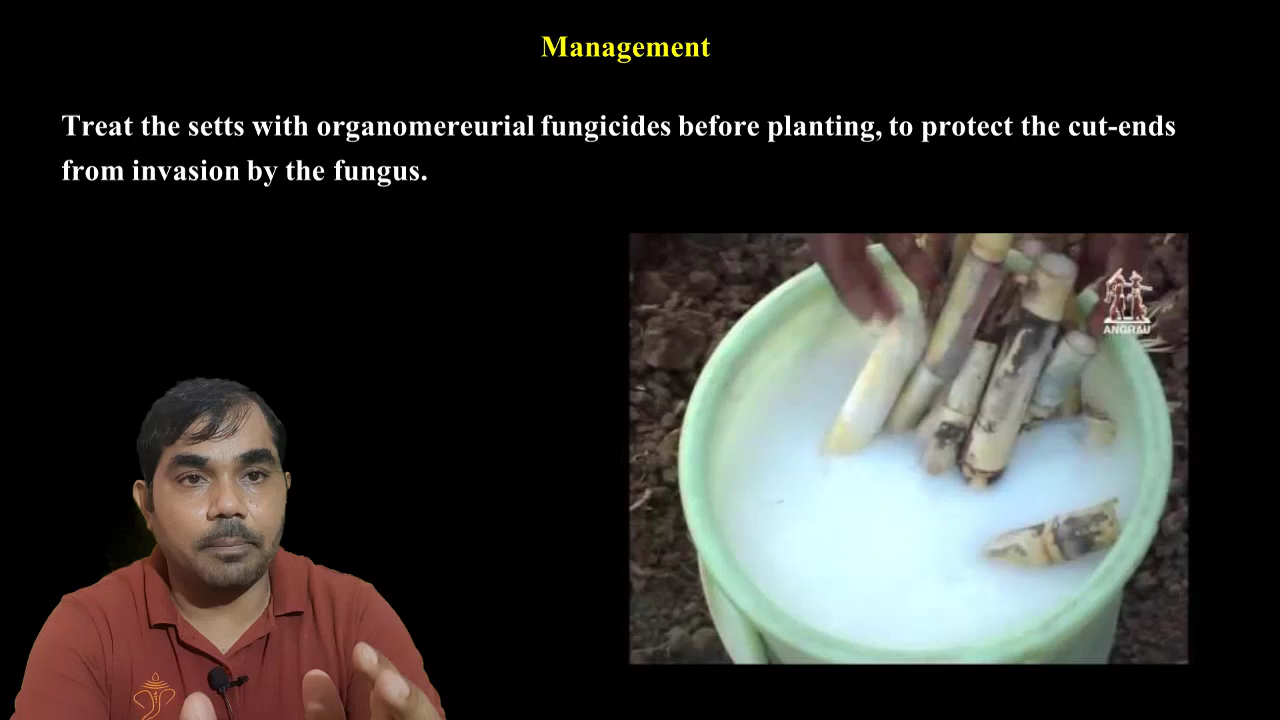 Management
Treat the setts with organomereurial fungicides before planting, to protect the cut-ends
from invasion by the fungus.
ANGRAU